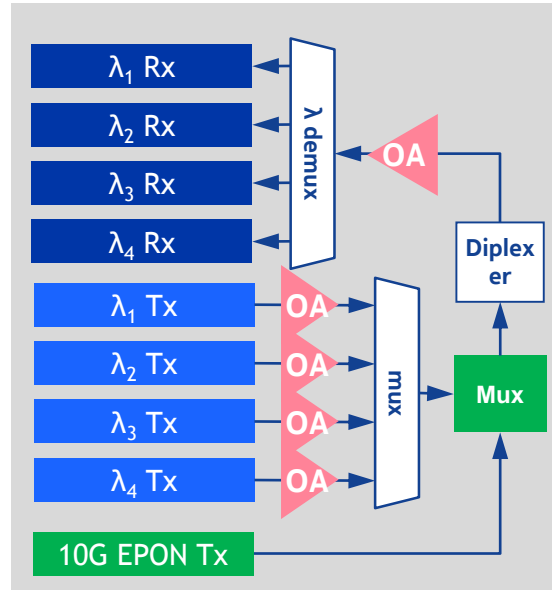 λ₁ Rx
λ₂ Rx
λ₃ Rx
λ₄ Rx
λ demux
OA
Diplex
er
λ₁ Tx
λ₂ Tx
λ₃ Tx
λ₄ Tx
OA
OA
OA
OA
mux
Mux
10G EPON Tx